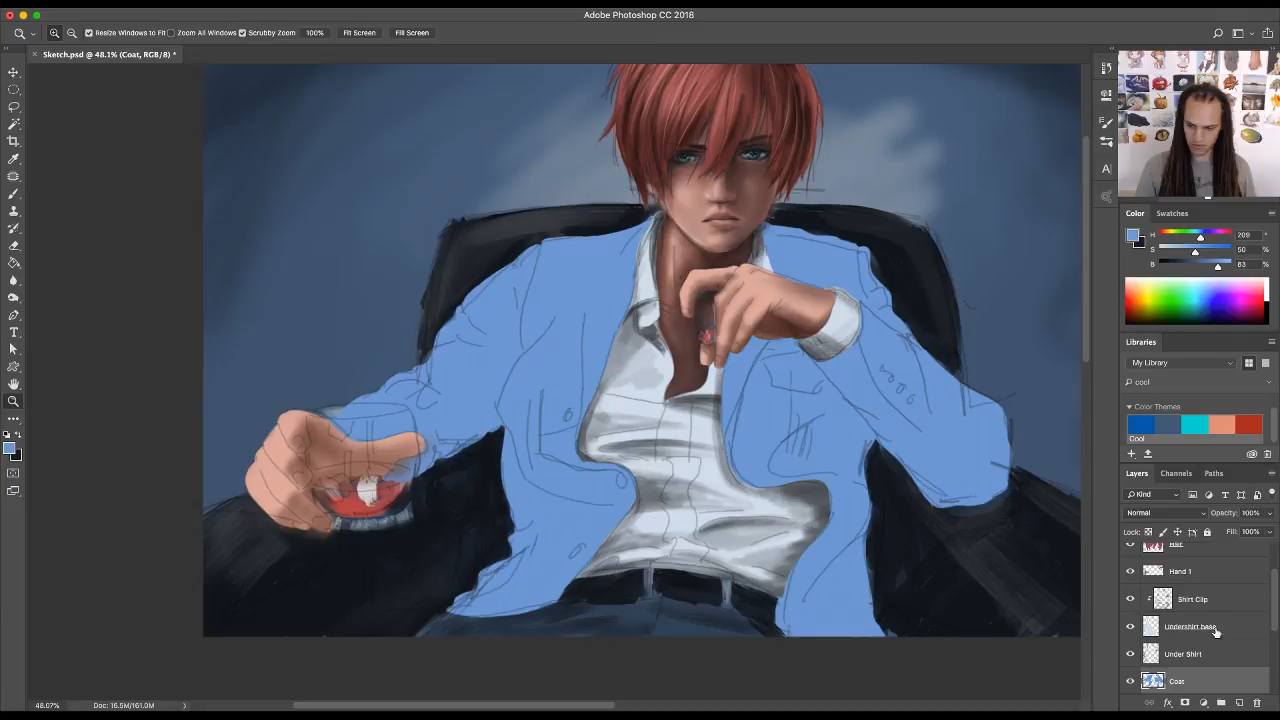 Adobe Photoshop CC 2018
Resize Windows to Fit
Zoom All Windows
Scrubby Zoom
100%
Fit Screen
Fill Screen
Sketch.psd @ 48.1% (Coat, RGB/8) *
Color
Swatches
H
209
°
S
50
%
B
83
%
Libraries
My Library
cool
Color Themes
Cool
Layers
Channels
Paths
Kind
Normal
Opacity: 100%
Lock:
Fill: 100%
Hair
Hand 1
Shirt Clip
Undershirt base
Under Shirt
Coat
48.07%
Doc: 16.5M/161.0M